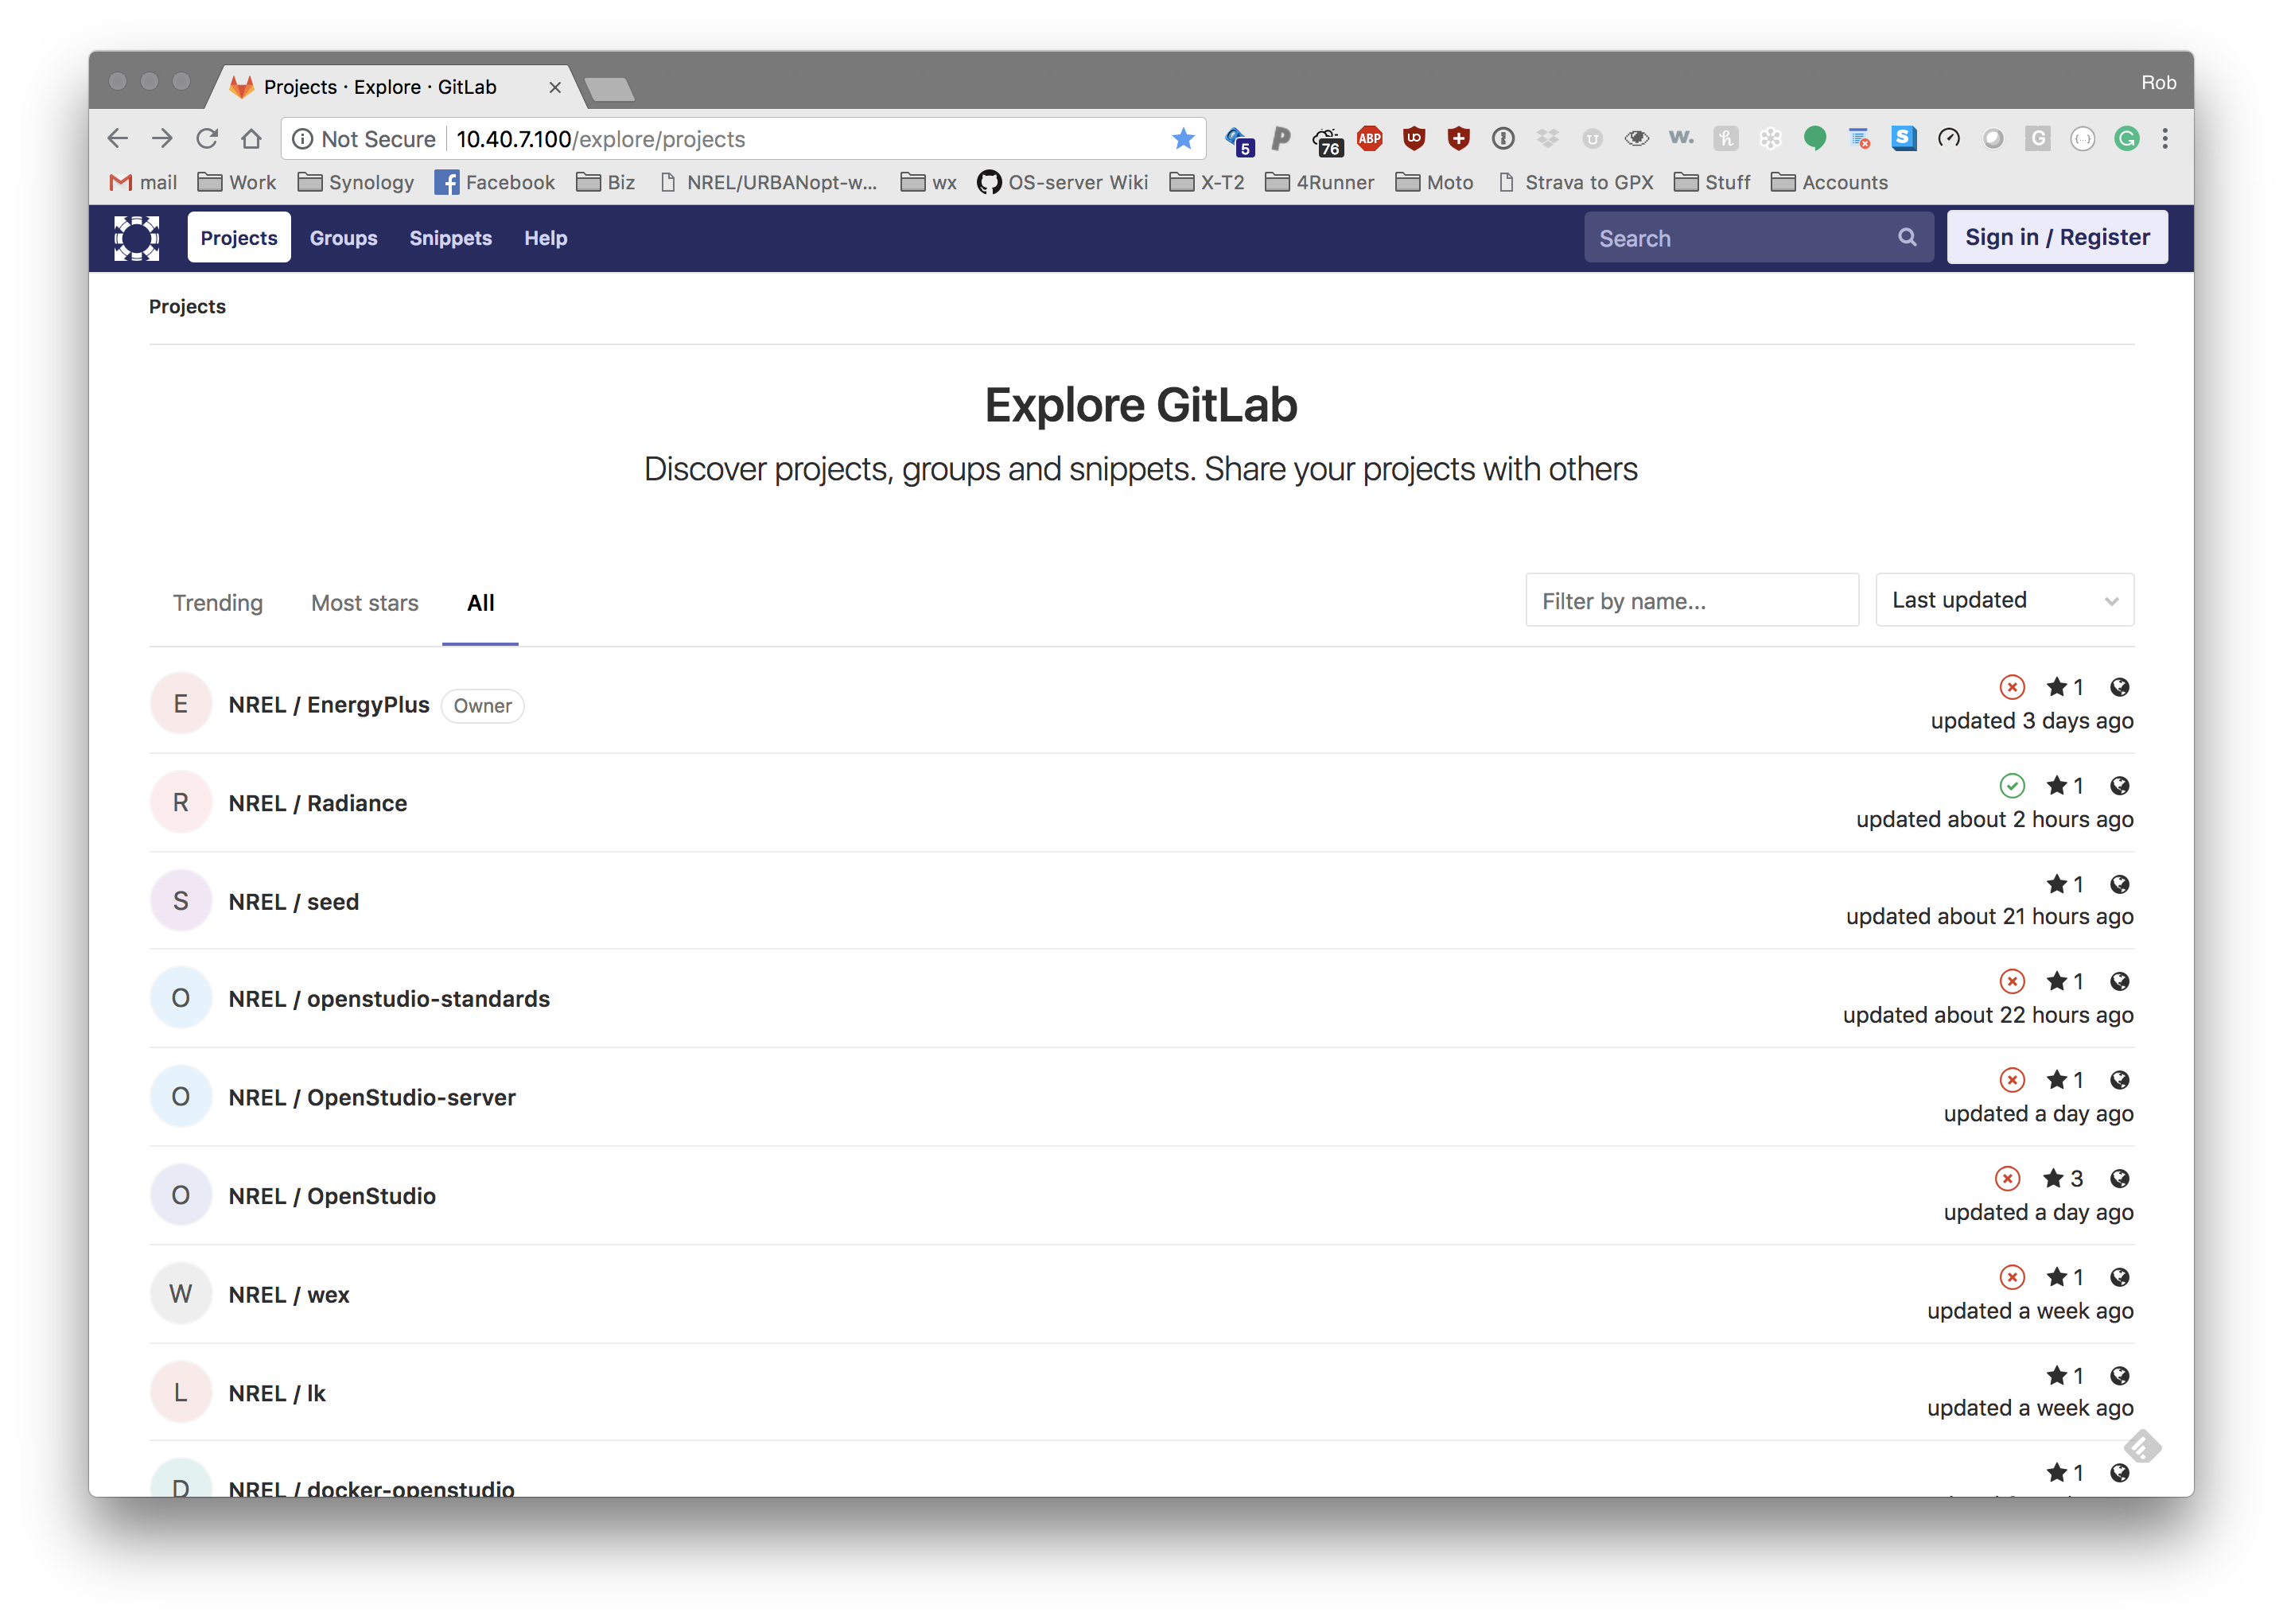 Projects · Explore · GitLab
Rob
Not Secure 10.40.7.100/explore/projects
5 76 ABP
mail Work Synology Facebook Biz NREL/URBANopt-w... wx OS-server Wiki X-T2 4Runner Moto Strava to GPX Stuff Accounts
Projects Groups Snippets Help Search Sign in / Register
Projects
Explore GitLab
Discover projects, groups and snippets. Share your projects with others
Trending Most stars All Filter by name... Last updated
E NREL / EnergyPlus Owner 1
updated 3 days ago
R NREL / Radiance 1
updated about 2 hours ago
S NREL / seed 1
updated about 21 hours ago
O NREL / openstudio-standards 1
updated about 22 hours ago
O NREL / OpenStudio-server 1
updated a day ago
O NREL / OpenStudio 3
updated a day ago
W NREL / wex 1
updated a week ago
L NREL / lk 1
updated a week ago
D NREL / docker-openstudio 1